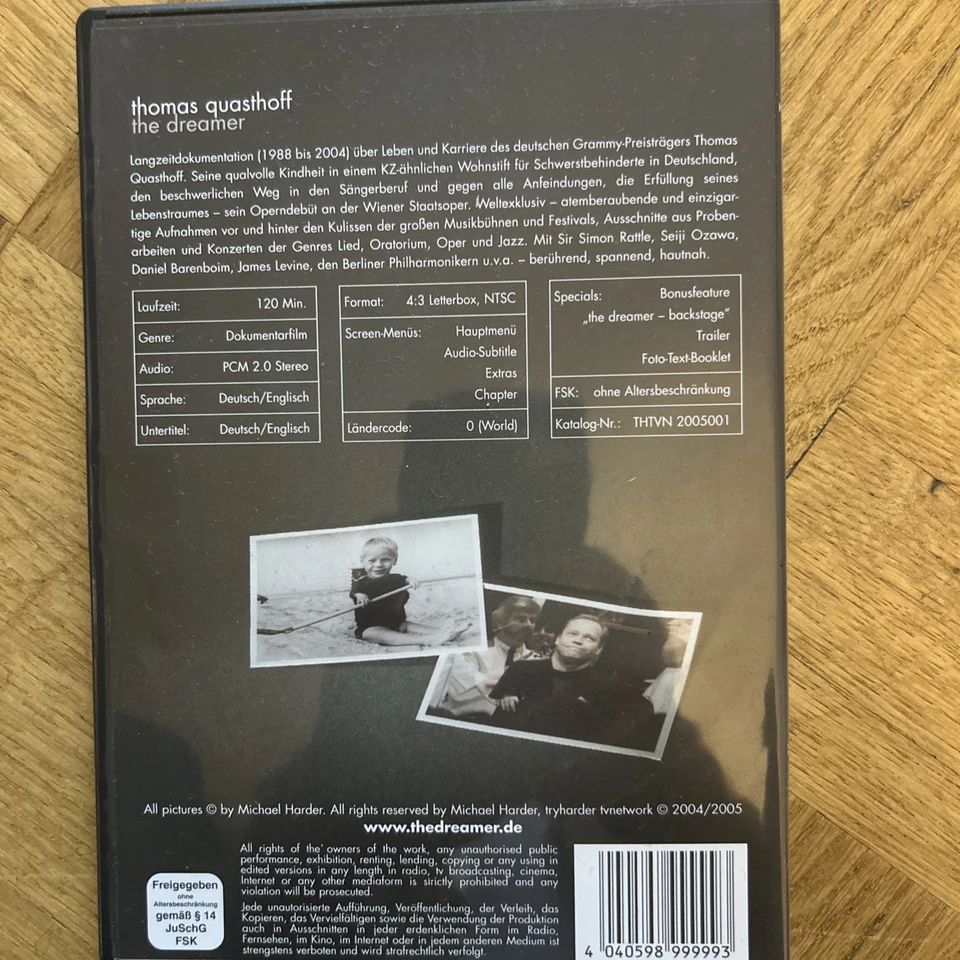 thomas quasthoff
the dreamer
Langzeitdokumentation (1988 bis 2004) über Leben und Karriere des deutschen Grammy-Preisträgers Thomas
Quasthoff. Seine qualvolle Kindheit in einem KZ-ähnlichen Wohnstift für Schwerstbehinderte in Deutschland,
den beschwerlichen Weg in den Sängerberuf und gegen alle Anfeindungen, die Erfüllung seines
Lebenstraumes – sein Operndebüt an der Wiener Staatsoper. Weltexklusiv – atemberaubende und einzigar-
tige Aufnahmen vor und hinter den Kulissen der großen Musikbühnen und Festivals, Ausschnitte aus Proben-
arbeiten und Konzerten der Genres Lied, Oratorium, Oper und Jazz. Mit Sir Simon Rattle, Seiji Ozawa,
Daniel Barenboim, James Levine, den Berliner Philharmonikern u.v.a. – berührend, spannend, hautnah.
Laufzeit: 120 Min.
Genre: Dokumentarfilm
Audio: PCM 2.0 Stereo
Sprache: Deutsch/Englisch
Untertitel: Deutsch/Englisch
Format: 4:3 Letterbox, NTSC
Screen-Menüs: Hauptmenü
Audio-Subtitle
Extras
Chapter
Ländercode: 0 (World)
Specials: Bonusfeature
„the dreamer – backstage"
Trailer
Foto-Text-Booklet
FSK: ohne Altersbeschränkung
Katalog-Nr.: THTVN 2005001
All pictures © by Michael Harder. All rights reserved by Michael Harder, tryharder tvnetwork © 2004/2005
www.thedreamer.de
All rights of the' owners of the work, any unauthorised public
performance, exhibition, renting, lending, copying or any using in
edited versions in any length in radio, tv broadcasting, cinema,
Internet or any other mediaform is strictly prohibited and any
violation will be prosecuted.
Jede unautorisierte Aufführung, Veröffentlichung, der Verleih, das
Kopieren, das Vervielfältigen sowie die Verwendung der Produktion
auch in Ausschnitten in jeder erdenklichen Form im Radio,
Fernsehen, im Kino, im Internet oder in jedem anderen Medium ist
strengstens verboten und wird strafrechtlich verfolgt.
Freigegeben
ohne
Altersbeschränkung
gemäß § 14
JuSchG
FSK
4 040598 999993